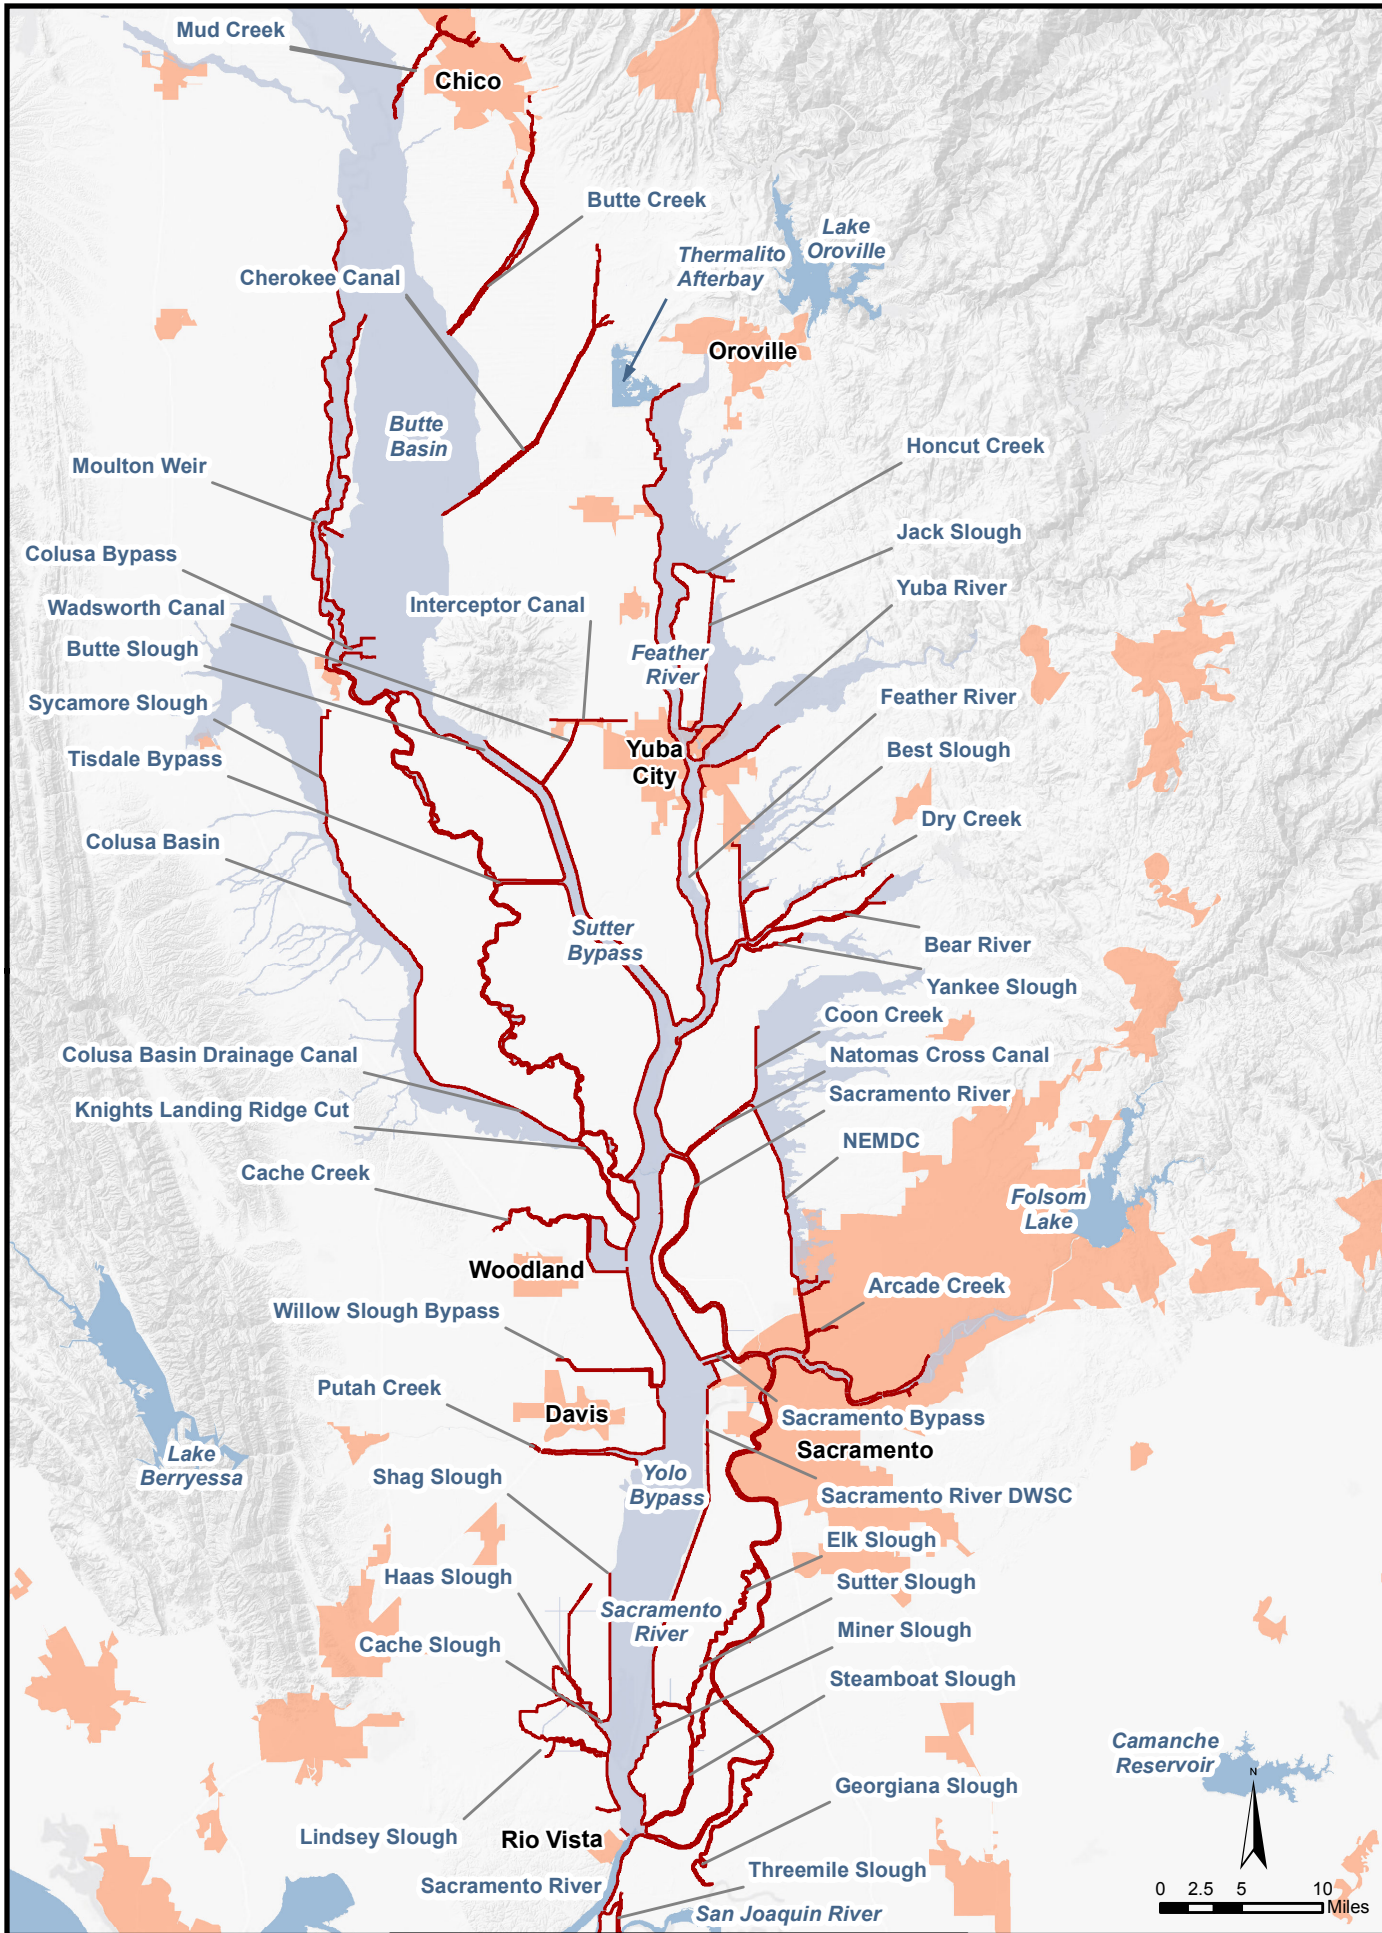 Mud Creek
Chico
Butte Creek
Lake
Oroville
Thermalito
Afterbay
Cherokee Canal
Oroville
Butte
Basin
Honcut Creek
Moulton Weir
Jack Slough
Colusa Bypass
Yuba River
Wadsworth Canal
Interceptor Canal
Butte Slough
Feather
River
Sycamore Slough
Feather River
Tisdale Bypass
Yuba
City
Best Slough
Dry Creek
Colusa Basin
Sutter
Bypass
Bear River
Yankee Slough
Coon Creek
Colusa Basin Drainage Canal
Natomas Cross Canal
Sacramento River
Knights Landing Ridge Cut
NEMDC
Cache Creek
Folsom
Lake
Woodland
Arcade Creek
Willow Slough Bypass
Putah Creek
Davis
Sacramento Bypass
Sacramento
Lake
Berryessa
Shag Slough
Yolo
Bypass
Sacramento River DWSC
Elk Slough
Haas Slough
Sutter Slough
Sacramento
River
Miner Slough
Cache Slough
Steamboat Slough
Camanche
Reservoir
N
Georgiana Slough
Lindsey Slough
Rio Vista
Threemile Slough
Sacramento River
San Joaquin River
0 2.5 5 10
Miles